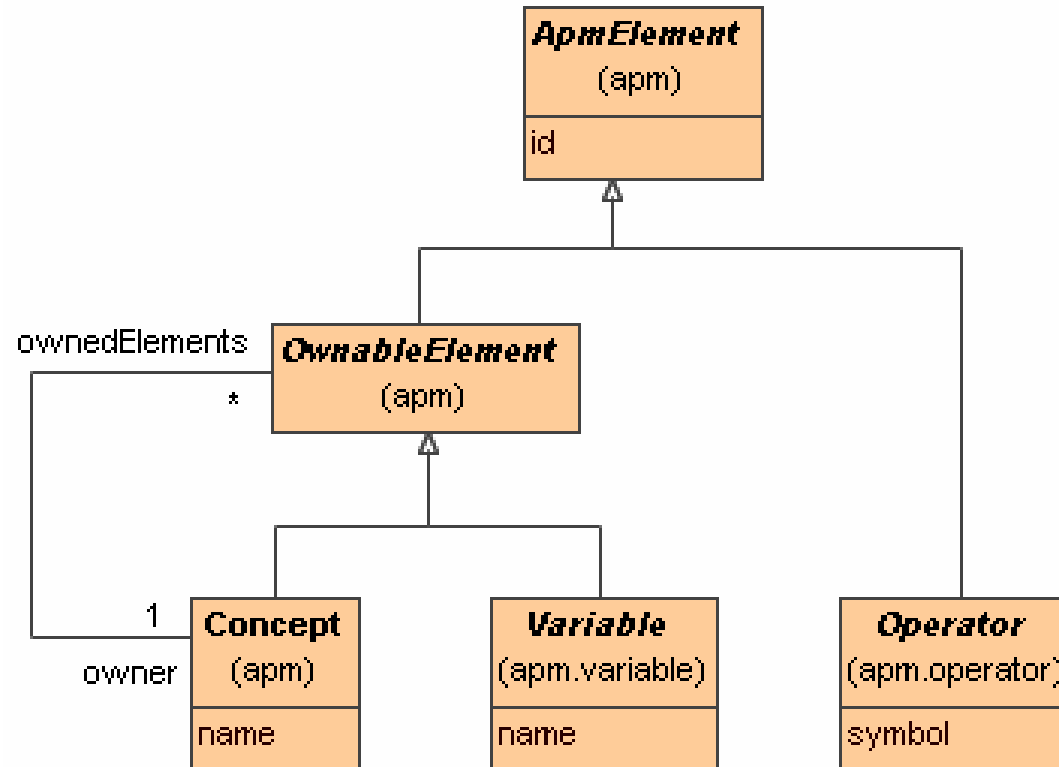 ApmElement
(apm)
id
ownedElements
*
OwnableElement
(apm)
1
owner
Concept
(apm)
name
Variable
(apm.variable)
name
Operator
(apm.operator)
symbol